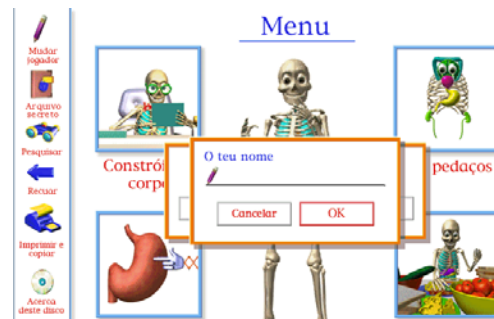 Menu
Mudar
jogador
Arquivo
secreto
Pesquisar
Recuar
Imprimir e
copiar
Acerca
deste disco
Constrói
corpo
pedaços
O teu nome
Cancelar
OK